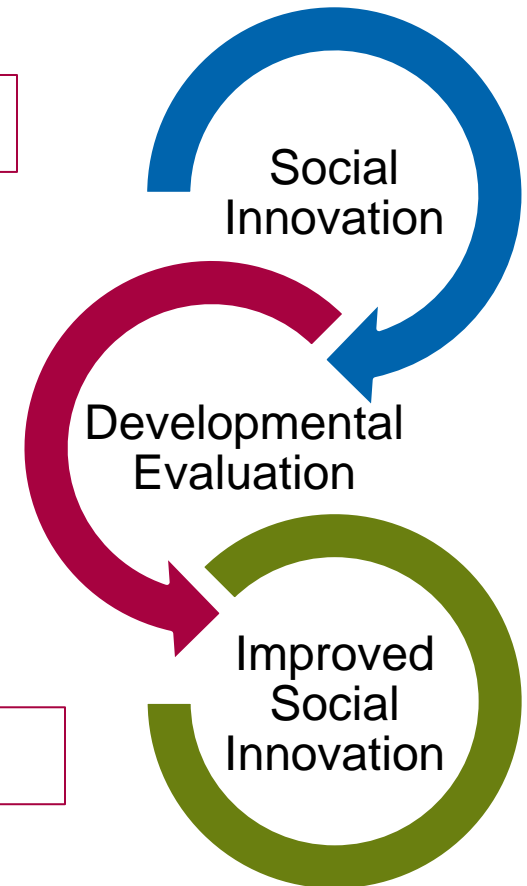 Social
Innovation
Developmental
Evaluation
Improved
Social
Innovation